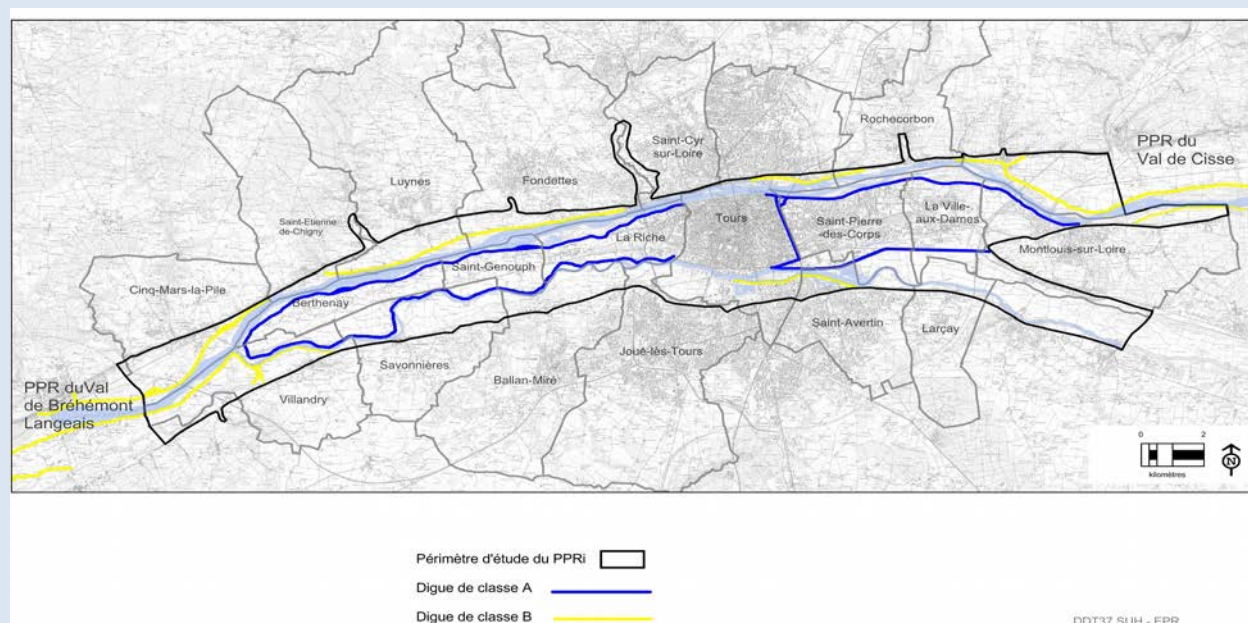 Rochecorbon
Saint-Cyr
sur-Loire
PPR du
Val de Cisse
Luynes
Fondettes
Saint-Etienne
de-Chigny
La Ville-
aux-Dames
Tours
Saint-Pierre
-des-Corps
La Riche
Montlouis-sur-Loire
Saint-Genouph
Cinq-Mars-la-Pile
Berthenay
Saint-Avertin
Larçay
Joué-lès-Tours
Savonnières
Ballan-Miré
PPR duVal
de Bréhémont
Langeais
Villandry
0 2
kilomètres
N
Périmètre d'étude du PPRi
Digue de classe A
Digue de classe B
DDT37 SUH - EPR